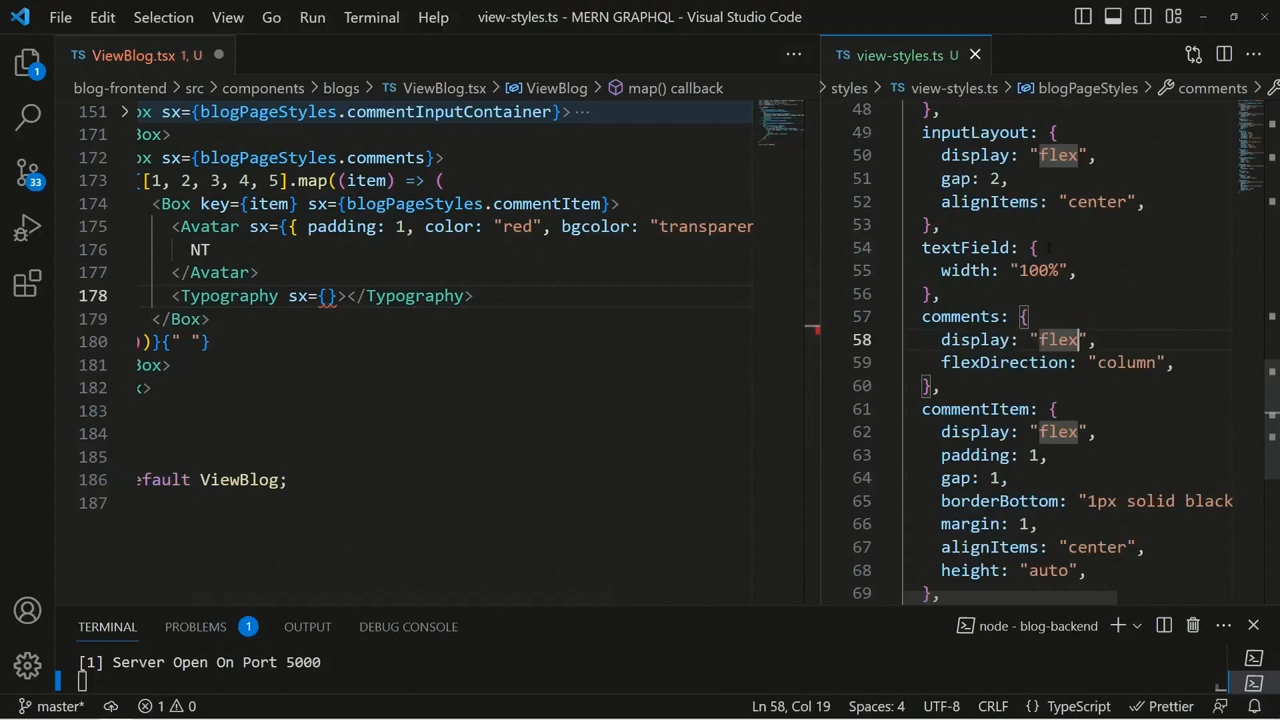 File Edit Selection View Go Run Terminal Help view-styles.ts - MERN GRAPHQL - Visual Studio Code
TS ViewBlog.tsx 1, U
blog-frontend > src > components > blogs > TS ViewBlog.tsx > ViewBlog > map() callback
151 ox sx={blogPageStyles.commentInputContainer}>···
171 Box>
172 ox sx={blogPageStyles.comments}>
173 [1, 2, 3, 4, 5].map((item) => (
174 <Box key={item} sx={blogPageStyles.commentItem}>
175 <Avatar sx={{ padding: 1, color: "red", bgcolor: "transparen
176 NT
177 </Avatar>
178 <Typography sx={}></Typography>
179 </Box>
180 ))}{" "}
181 Box>
182 >
183
184
185
186 efault ViewBlog;
187
TS view-styles.ts U
> styles > TS view-styles.ts > blogPageStyles > comments >
48 },
49 inputLayout: {
50 display: "flex",
51 gap: 2,
52 alignItems: "center",
53 },
54 textField: {
55 width: "100%",
56 },
57 comments: {
58 display: "flex",
59 flexDirection: "column",
60 },
61 commentItem: {
62 display: "flex",
63 padding: 1,
64 gap: 1,
65 borderBottom: "1px solid black
66 margin: 1,
67 alignItems: "center",
68 height: "auto",
69 },
1
33
TERMINAL PROBLEMS 1 OUTPUT DEBUG CONSOLE node - blog-backend
[1] Server Open On Port 5000
master* 1 0 Ln 58, Col 19 Spaces: 4 UTF-8 CRLF {} TypeScript Prettier